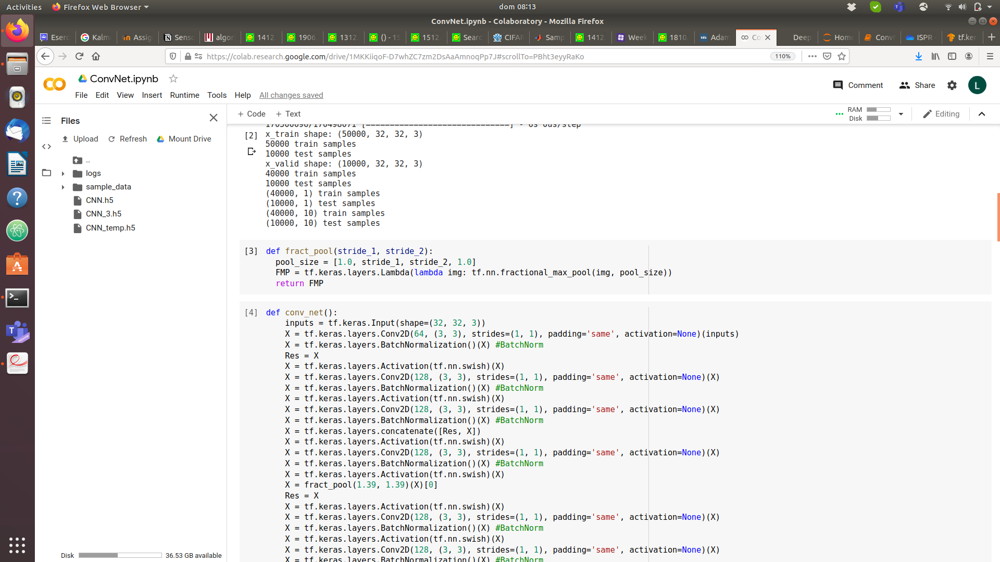 Activities
Firefox Web Browser
dom 08:13
ConvNet.ipynb - Colaboratory - Mozilla Firefox
Eserc
Kalm
Assig
Senso
algor
1412.
1906.
1312.
() - 15
1512.
Searc
CIFAR
Samp
1412.
Week
1810.
tds
Adam
Co
Deep
Home
Conv
ISPR
tf.ker
https://colab.research.google.com/drive/1MKKiiqoF-D7whZC7zm2DsAaAmnoqPp7J#scrollTo=PBht3eyyRaKo
110%
ConvNet.ipynb
Comment
Share
L
File Edit View Insert Runtime Tools Help All changes saved
Files
+ Code + Text
RAM
Disk
Editing
Upload Refresh Mount Drive
..
logs
sample_data
CNN.h5
CNN_3.h5
CNN_temp.h5
Disk
36.53 GB available
170500096/170498071 [==============================] - 6s 0us/step
[2] x_train shape: (50000, 32, 32, 3)
50000 train samples
10000 test samples
x_valid shape: (10000, 32, 32, 3)
40000 train samples
10000 test samples
(40000, 1) train samples
(10000, 1) test samples
(40000, 10) train samples
(10000, 10) test samples
[3] def fract_pool(stride_1, stride_2):
pool_size = [1.0, stride_1, stride_2, 1.0]
FMP = tf.keras.layers.Lambda(lambda img: tf.nn.fractional_max_pool(img, pool_size))
return FMP
[4] def conv_net():
inputs = tf.keras.Input(shape=(32, 32, 3))
X = tf.keras.layers.Conv2D(64, (3, 3), strides=(1, 1), padding='same', activation=None)(inputs)
X = tf.keras.layers.BatchNormalization()(X) #BatchNorm
Res = X
X = tf.keras.layers.Activation(tf.nn.swish)(X)
X = tf.keras.layers.Conv2D(128, (3, 3), strides=(1, 1), padding='same', activation=None)(X)
X = tf.keras.layers.BatchNormalization()(X) #BatchNorm
X = tf.keras.layers.Activation(tf.nn.swish)(X)
X = tf.keras.layers.Conv2D(128, (3, 3), strides=(1, 1), padding='same', activation=None)(X)
X = tf.keras.layers.BatchNormalization()(X) #BatchNorm
X = tf.keras.layers.concatenate([Res, X])
X = tf.keras.layers.Activation(tf.nn.swish)(X)
X = tf.keras.layers.Conv2D(128, (3, 3), strides=(1, 1), padding='same', activation=None)(X)
X = tf.keras.layers.BatchNormalization()(X) #BatchNorm
X = tf.keras.layers.Activation(tf.nn.swish)(X)
X = fract_pool(1.39, 1.39)(X)[0]
Res = X
X = tf.keras.layers.Activation(tf.nn.swish)(X)
X = tf.keras.layers.Conv2D(128, (3, 3), strides=(1, 1), padding='same', activation=None)(X)
X = tf.keras.layers.BatchNormalization()(X) #BatchNorm
X = tf.keras.layers.Activation(tf.nn.swish)(X)
X = tf.keras.layers.Conv2D(128, (3, 3), strides=(1, 1), padding='same', activation=None)(X)
X = tf.keras.layers.BatchNormalization()(X) #BatchNorm